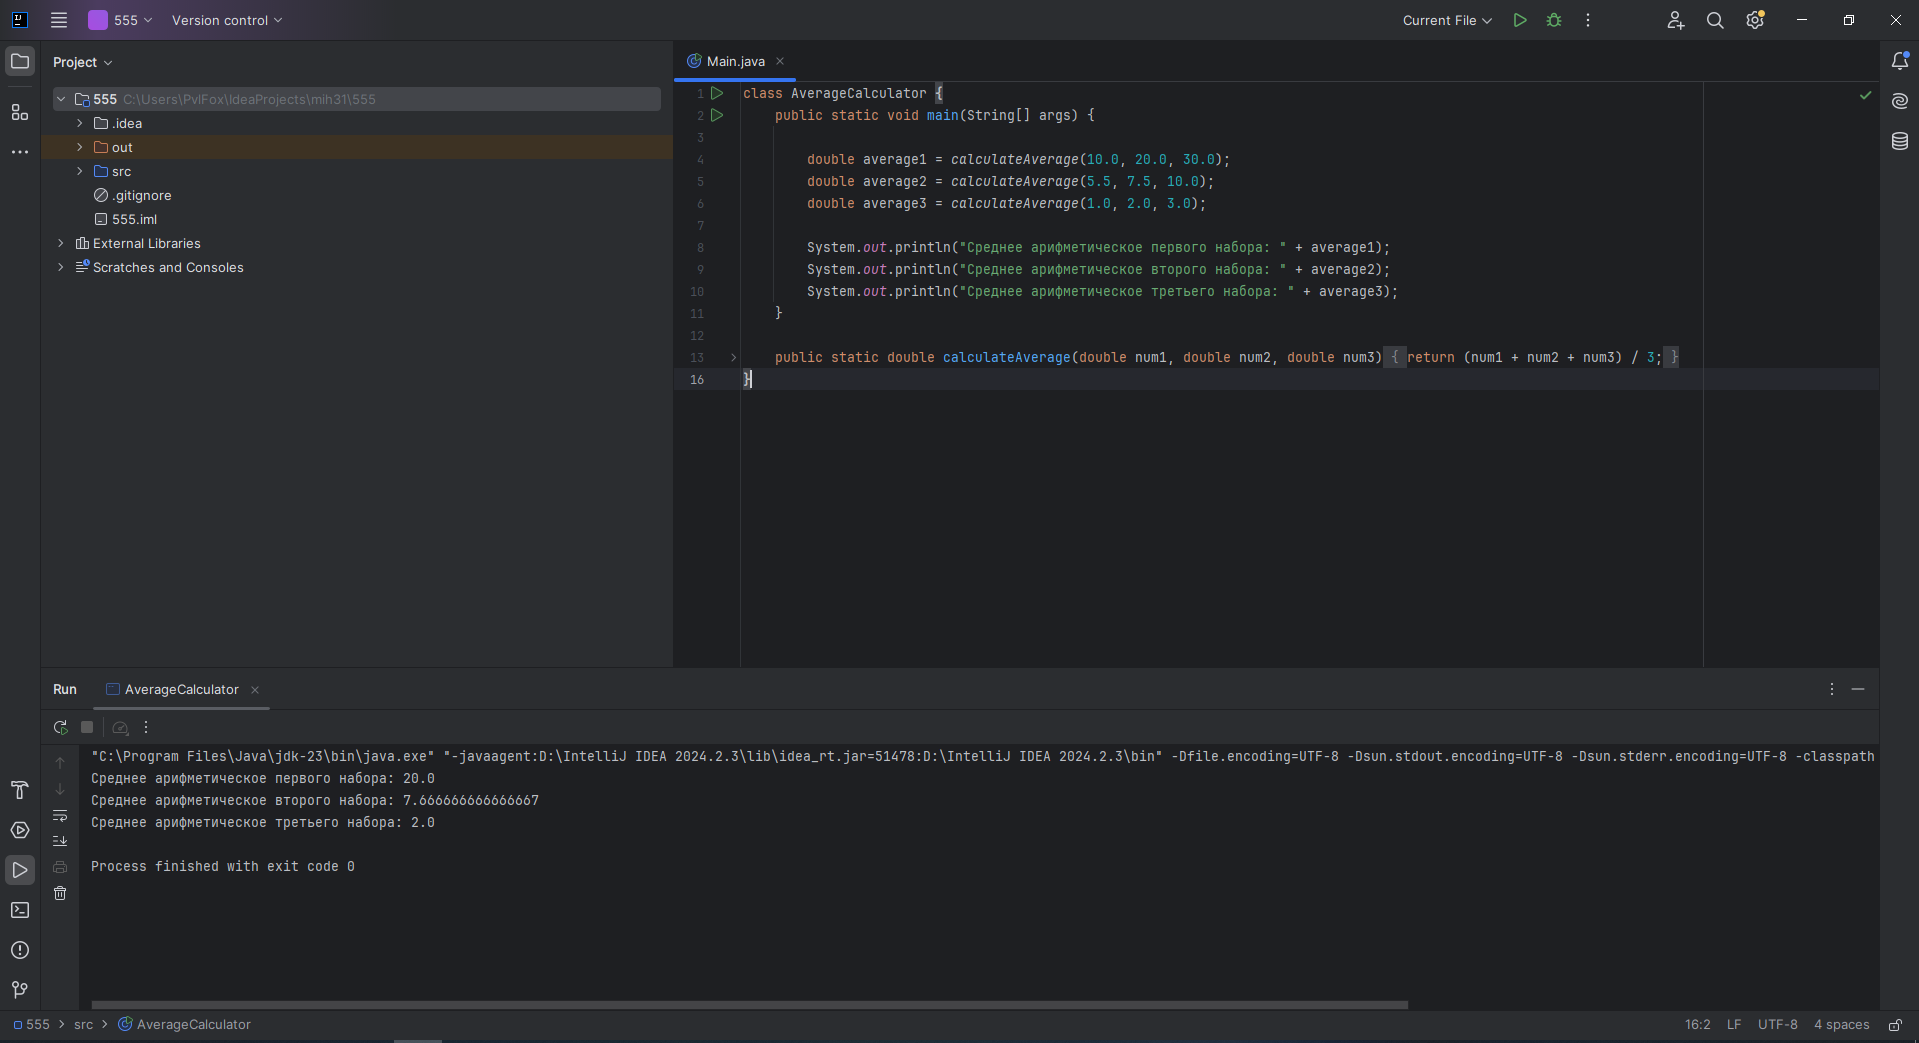 555 Version control Current File
Project
555 C:\Users\PvlFox\IdeaProjects\mih31\555
.idea
out
src
.gitignore
555.iml
External Libraries
Scratches and Consoles
Main.java
1 class AverageCalculator {
2 public static void main(String[] args) {
3
4 double average1 = calculateAverage(10.0, 20.0, 30.0);
5 double average2 = calculateAverage(5.5, 7.5, 10.0);
6 double average3 = calculateAverage(1.0, 2.0, 3.0);
7
8 System.out.println("Среднее арифметическое первого набора: " + average1);
9 System.out.println("Среднее арифметическое второго набора: " + average2);
10 System.out.println("Среднее арифметическое третьего набора: " + average3);
11 }
12
13 public static double calculateAverage(double num1, double num2, double num3) { return (num1 + num2 + num3) / 3; }
16 }
Run AverageCalculator
"C:\Program Files\Java\jdk-23\bin\java.exe" "-javaagent:D:\IntelliJ IDEA 2024.2.3\lib\idea_rt.jar=51478:D:\IntelliJ IDEA 2024.2.3\bin" -Dfile.encoding=UTF-8 -Dsun.stdout.encoding=UTF-8 -Dsun.stderr.encoding=UTF-8 -classpath
Среднее арифметическое первого набора: 20.0
Среднее арифметическое второго набора: 7.666666666666667
Среднее арифметическое третьего набора: 2.0
Process finished with exit code 0
555 src AverageCalculator 16:2 LF UTF-8 4 spaces